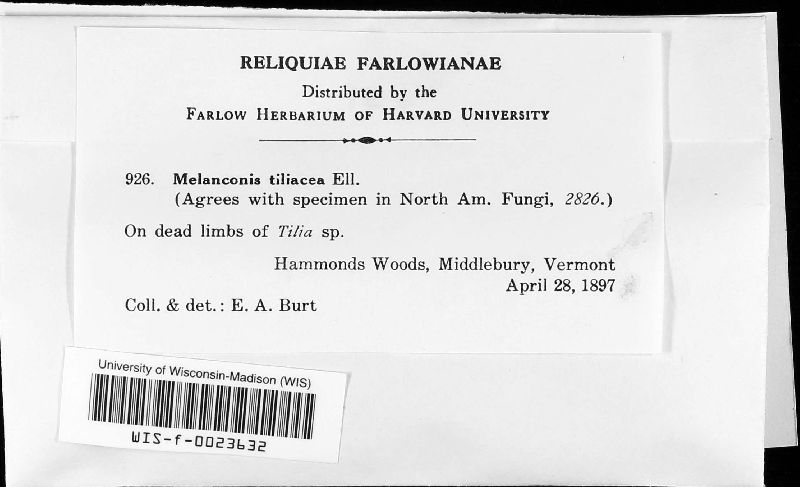 RELIQUIAE FARLOWIANAE
Distributed by the
FARLOW HERBARIUM OF HARVARD UNIVERSITY
926. Melanconis tiliacea Ell.
(Agrees with specimen in North Am. Fungi, 2826.)
On dead limbs of Tilia sp.
Hammonds Woods, Middlebury, Vermont
April 28, 1897
Coll. & det.: E. A. Burt
University of Wisconsin-Madison (WIS)
WIS-f-0023632